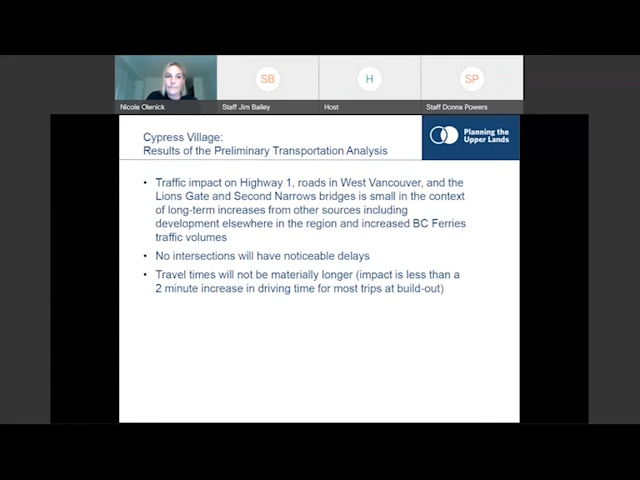 SB
H
SP
Nicole Olenick
Staff Jim Bailey
Host
Staff Donna Powers
Cypress Village:
Results of the Preliminary Transportation Analysis
Planning the
Upper Lands
• Traffic impact on Highway 1, roads in West Vancouver, and the
Lions Gate and Second Narrows bridges is small in the context
of long-term increases from other sources including
development elsewhere in the region and increased BC Ferries
traffic volumes
• No intersections will have noticeable delays
• Travel times will not be materially longer (impact is less than a
2 minute increase in driving time for most trips at build-out)